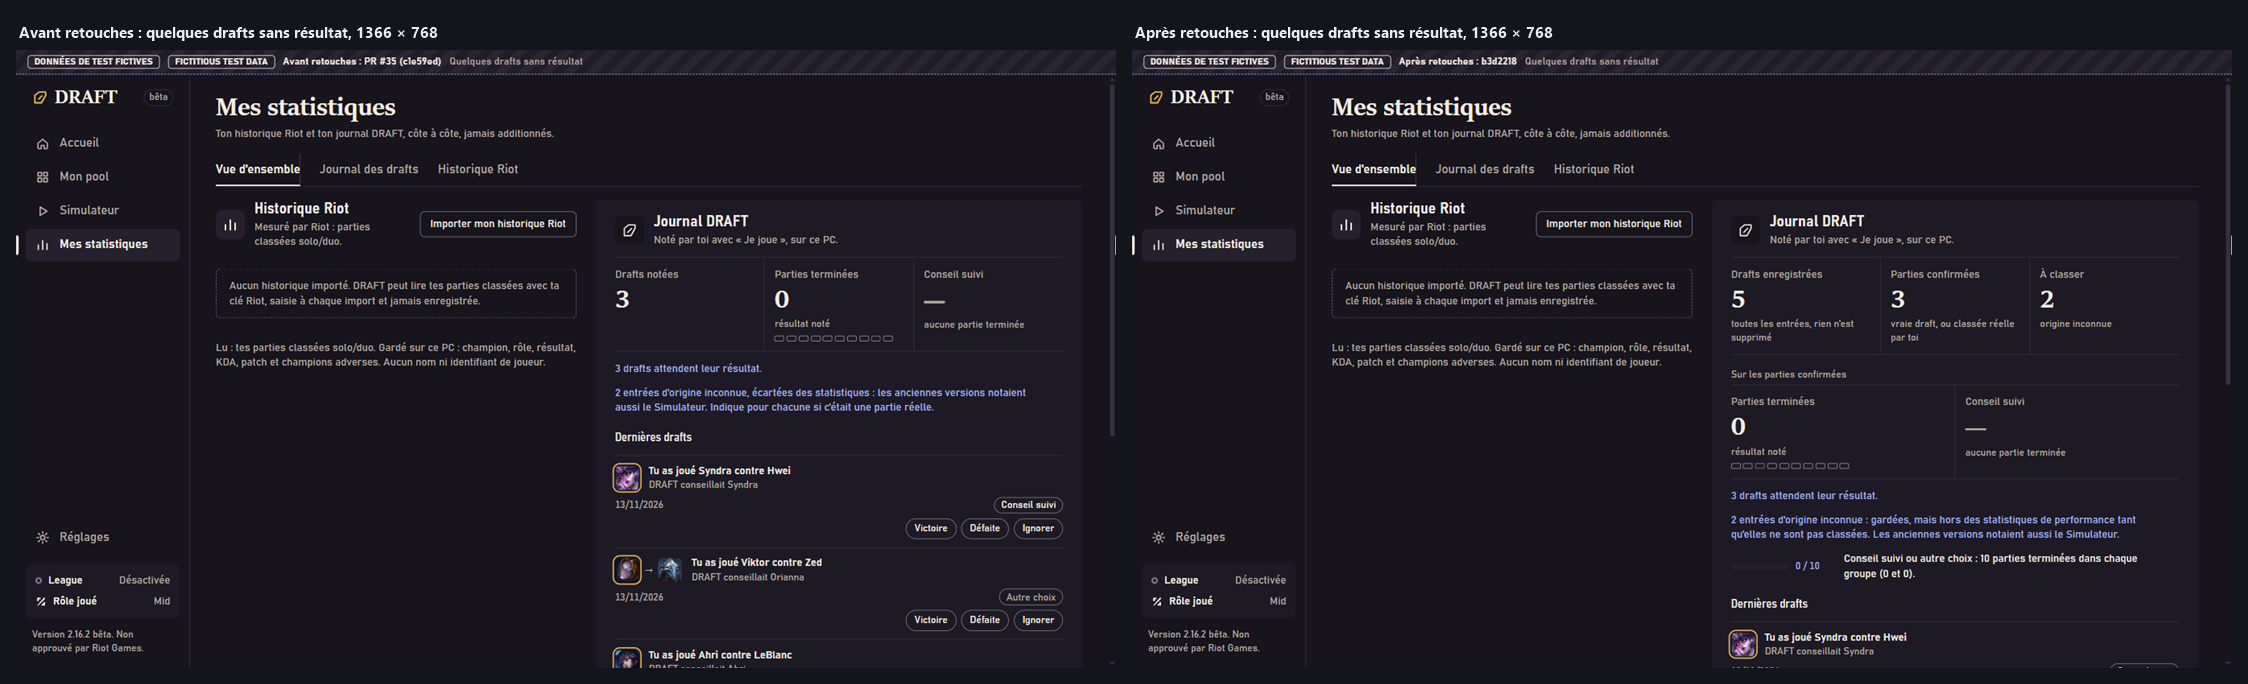 Avant retouches : quelques drafts sans résultat, 1366 × 768
DONNÉES DE TEST FICTIVES FICTITIOUS TEST DATA Avant retouches : PR #35 (c1e59ed) Quelques drafts sans résultat
DRAFT bêta
Accueil
Mon pool
Simulateur
Mes statistiques
Réglages
League Désactivée
Rôle joué Mid
Version 2.16.2 bêta. Non
approuvé par Riot Games.
Mes statistiques
Ton historique Riot et ton journal DRAFT, côte à côte, jamais additionnés.
Vue d'ensemble Journal des drafts Historique Riot
Historique Riot
Mesuré par Riot : parties
classées solo/duo.
Importer mon historique Riot
Aucun historique importé. DRAFT peut lire tes parties classées avec ta
clé Riot, saisie à chaque import et jamais enregistrée.
Lu : tes parties classées solo/duo. Gardé sur ce PC : champion, rôle, résultat,
KDA, patch et champions adverses. Aucun nom ni identifiant de joueur.
Journal DRAFT
Noté par toi avec « Je joue », sur ce PC.
Drafts notées
3
Parties terminées
0
résultat noté
Conseil suivi
—
aucune partie terminée
3 drafts attendent leur résultat.
2 entrées d'origine inconnue, écartées des statistiques : les anciennes versions notaient
aussi le Simulateur. Indique pour chacune si c'était une partie réelle.
Dernières drafts
Tu as joué Syndra contre Hwei
DRAFT conseillait Syndra
13/11/2026 Conseil suivi
Victoire Défaite Ignorer
→ Tu as joué Viktor contre Zed
DRAFT conseillait Orianna
13/11/2026 Autre choix
Victoire Défaite Ignorer
Tu as joué Ahri contre LeBlanc
DRAFT conseillait Ahri
Après retouches : quelques drafts sans résultat, 1366 × 768
DONNÉES DE TEST FICTIVES FICTITIOUS TEST DATA Après retouches : b3d2218 Quelques drafts sans résultat
DRAFT bêta
Accueil
Mon pool
Simulateur
Mes statistiques
Réglages
League Désactivée
Rôle joué Mid
Version 2.16.2 bêta. Non
approuvé par Riot Games.
Mes statistiques
Ton historique Riot et ton journal DRAFT, côte à côte, jamais additionnés.
Vue d'ensemble Journal des drafts Historique Riot
Historique Riot
Mesuré par Riot : parties
classées solo/duo.
Importer mon historique Riot
Aucun historique importé. DRAFT peut lire tes parties classées avec ta
clé Riot, saisie à chaque import et jamais enregistrée.
Lu : tes parties classées solo/duo. Gardé sur ce PC : champion, rôle, résultat,
KDA, patch et champions adverses. Aucun nom ni identifiant de joueur.
Journal DRAFT
Noté par toi avec « Je joue », sur ce PC.
Drafts enregistrées
5
toutes les entrées, rien n'est
supprimé
Parties confirmées
3
vraie draft, ou classée réelle
par toi
À classer
2
origine inconnue
Sur les parties confirmées
Parties terminées
0
résultat noté
Conseil suivi
—
aucune partie terminée
3 drafts attendent leur résultat.
2 entrées d'origine inconnue : gardées, mais hors des statistiques de performance tant
qu'elles ne sont pas classées. Les anciennes versions notaient aussi le Simulateur.
0 / 10 Conseil suivi ou autre choix : 10 parties terminées dans chaque
groupe (0 et 0).
Dernières drafts
Tu as joué Syndra contre Hwei
DRAFT conseillait Syndra